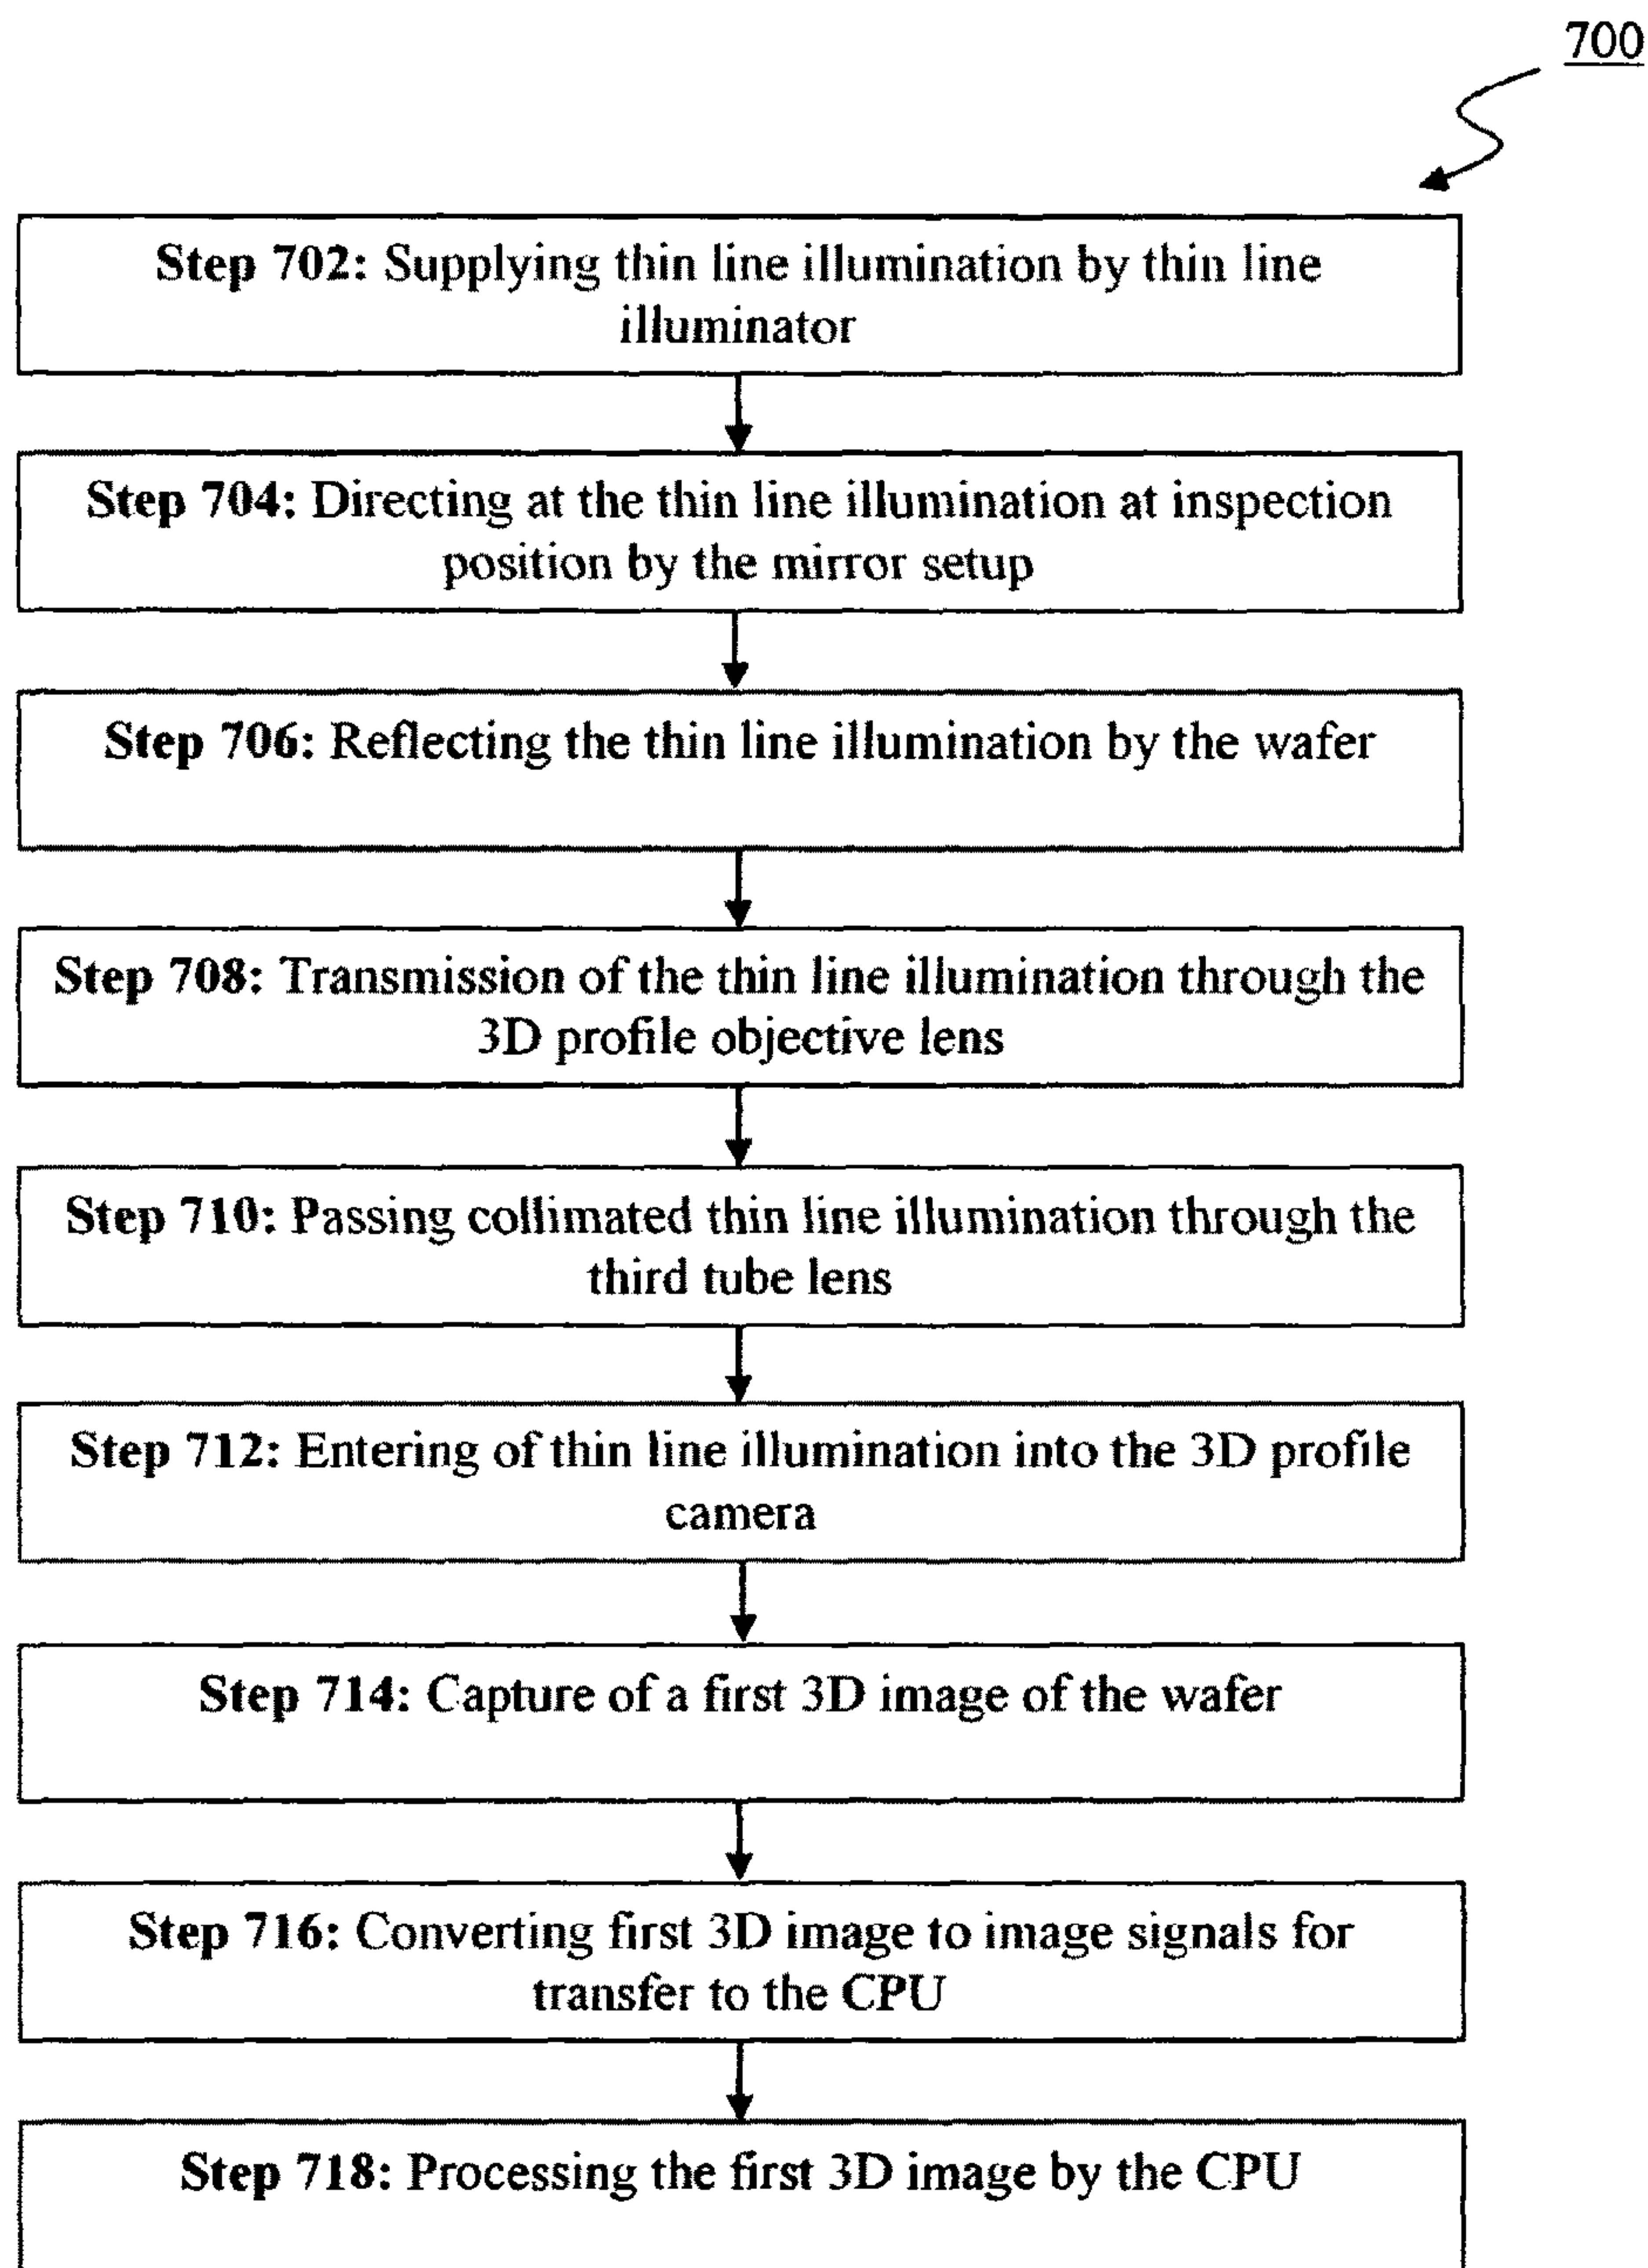 700
Step 702: Supplying thin line illumination by thin line
illuminator
Step 704: Directing at the thin line illumination at inspection
position by the mirror setup
Step 706: Reflecting the thin line illumination by the wafer
Step 708: Transmission of the thin line illumination through the
3D profile objective lens
Step 710: Passing collimated thin line illumination through the
third tube lens
Step 712: Entering of thin line illumination into the 3D profile
camera
Step 714: Capture of a first 3D image of the wafer
Step 716: Converting first 3D image to image signals for
transfer to the CPU
Step 718: Processing the first 3D image by the CPU